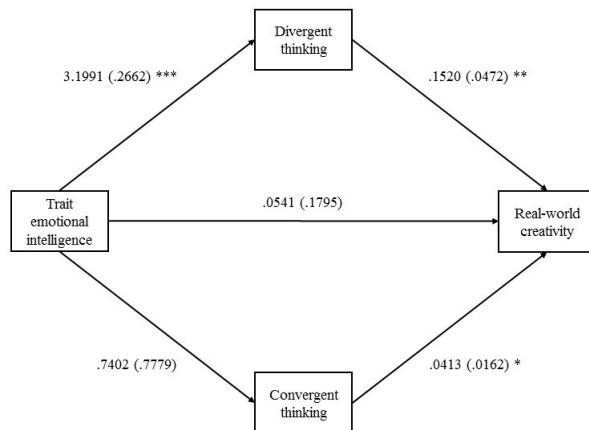 Divergent
thinking
3.1991 (.2662) ***
.1520 (.0472) **
Trait
emotional
intelligence
.0541 (.1795)
Real-world
creativity
.7402 (.7779)
.0413 (.0162) *
Convergent
thinking